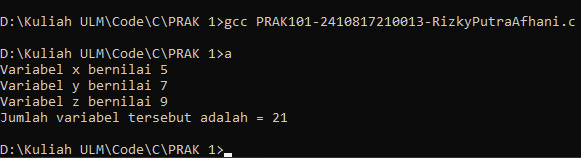 D:\Kuliah ULM\Code\C\PRAK 1>gcc PRAK101-2410817210013-RizkyPutraAfhani.c
D:\Kuliah ULM\Code\C\PRAK 1>a
Variabel x bernilai 5
Variabel y bernilai 7
Variabel z bernilai 9
Jumlah variabel tersebut adalah = 21
D:\Kuliah ULM\Code\C\PRAK 1>